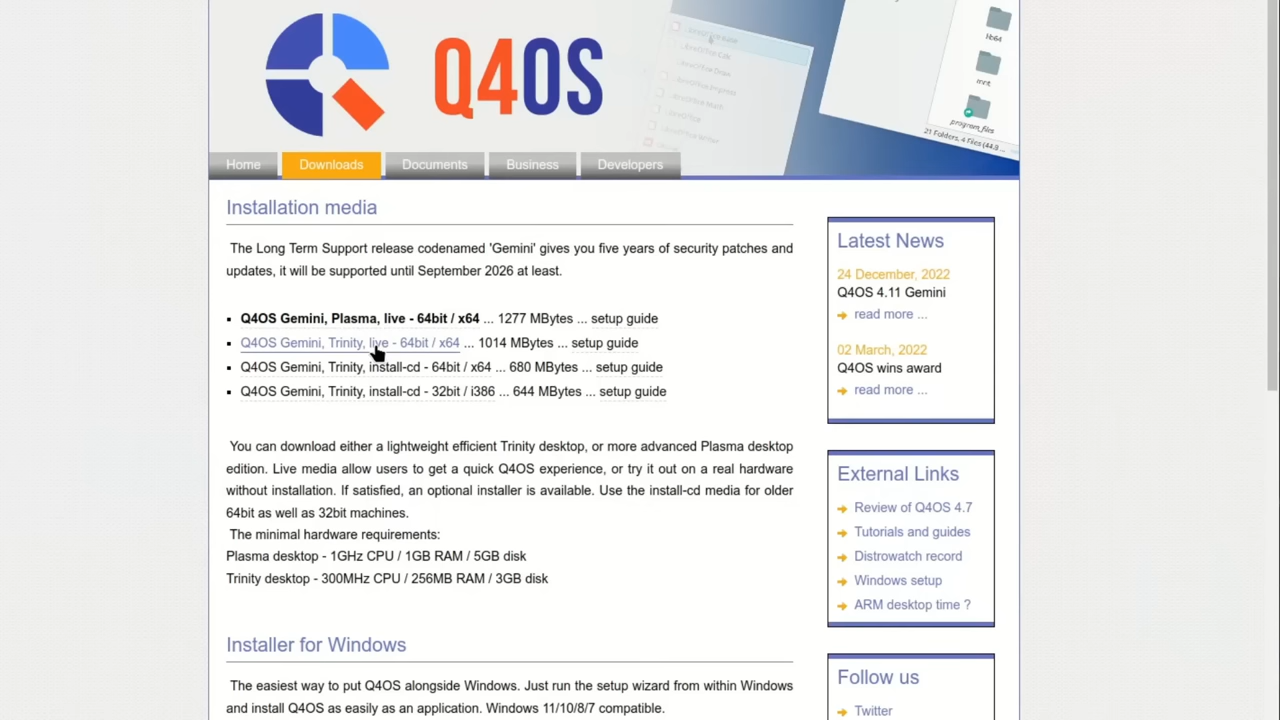 Q4OS
lib64
mnt
program_files
21 Folders, 4 Files (44.9 ...
Home
Downloads
Documents
Business
Developers
Installation media
The Long Term Support release codenamed 'Gemini' gives you five years of security patches and
updates, it will be supported until September 2026 at least.
Q4OS Gemini, Plasma, live - 64bit / x64 ... 1277 MBytes ... setup guide
Q4OS Gemini, Trinity, live - 64bit / x64 ... 1014 MBytes ... setup guide
Q4OS Gemini, Trinity, install-cd - 64bit / x64 ... 680 MBytes ... setup guide
Q4OS Gemini, Trinity, install-cd - 32bit / i386 ... 644 MBytes ... setup guide
You can download either a lightweight efficient Trinity desktop, or more advanced Plasma desktop
edition. Live media allow users to get a quick Q4OS experience, or try it out on a real hardware
without installation. If satisfied, an optional installer is available. Use the install-cd media for older
64bit as well as 32bit machines.
The minimal hardware requirements:
Plasma desktop - 1GHz CPU / 1GB RAM / 5GB disk
Trinity desktop - 300MHz CPU / 256MB RAM / 3GB disk
Installer for Windows
The easiest way to put Q4OS alongside Windows. Just run the setup wizard from within Windows
and install Q4OS as easily as an application. Windows 11/10/8/7 compatible.
Latest News
24 December, 2022
Q4OS 4.11 Gemini
read more ...
02 March, 2022
Q4OS wins award
read more ...
External Links
Review of Q4OS 4.7
Tutorials and guides
Distrowatch record
Windows setup
ARM desktop time ?
Follow us
Twitter